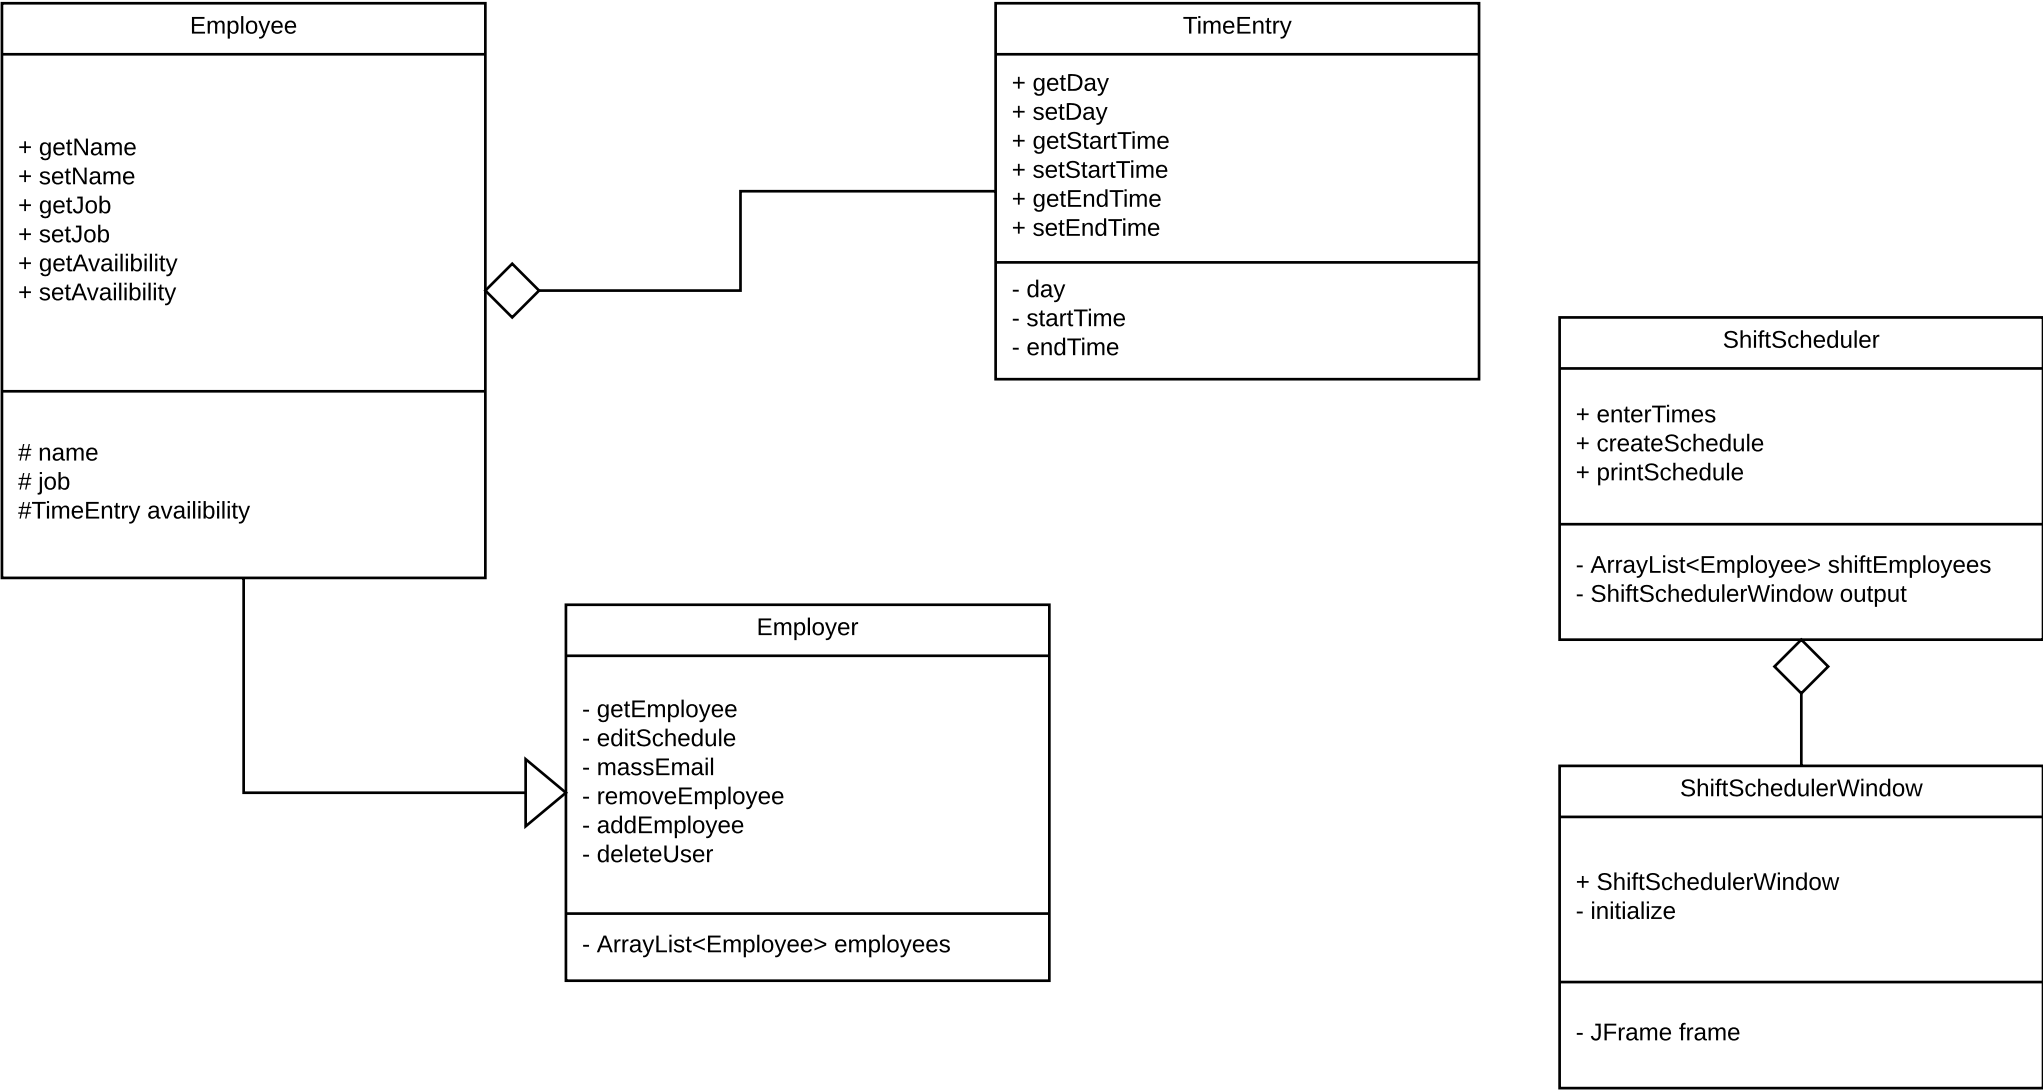 Employee
+ getName
+ setName
+ getJob
+ setJob
+ getAvailibility
+ setAvailibility
# name
# job
#TimeEntry availibility
TimeEntry
+ getDay
+ setDay
+ getStartTime
+ setStartTime
+ getEndTime
+ setEndTime
- day
- startTime
- endTime
Employer
- getEmployee
- editSchedule
- massEmail
- removeEmployee
- addEmployee
- deleteUser
- ArrayList<Employee> employees
ShiftScheduler
+ enterTimes
+ createSchedule
+ printSchedule
- ArrayList<Employee> shiftEmployees
- ShiftSchedulerWindow output
ShiftSchedulerWindow
+ ShiftSchedulerWindow
- initialize
- JFrame frame